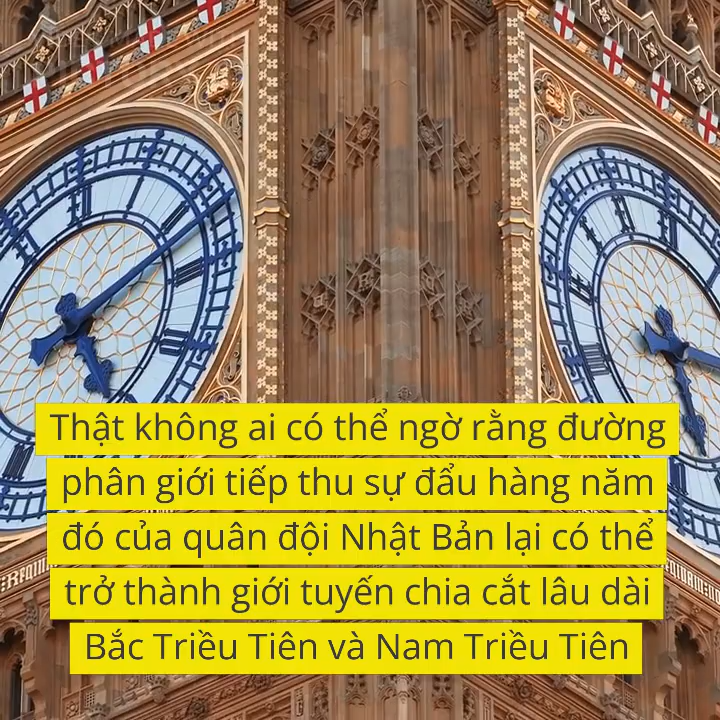 Thật không ai có thể ngờ rằng đường
phân giới tiếp thu sự đẩu hàng năm
đó của quân đội Nhật Bản lại có thể
trở thành giới tuyến chia cắt lâu dài
Bắc Triều Tiên và Nam Triều Tiên